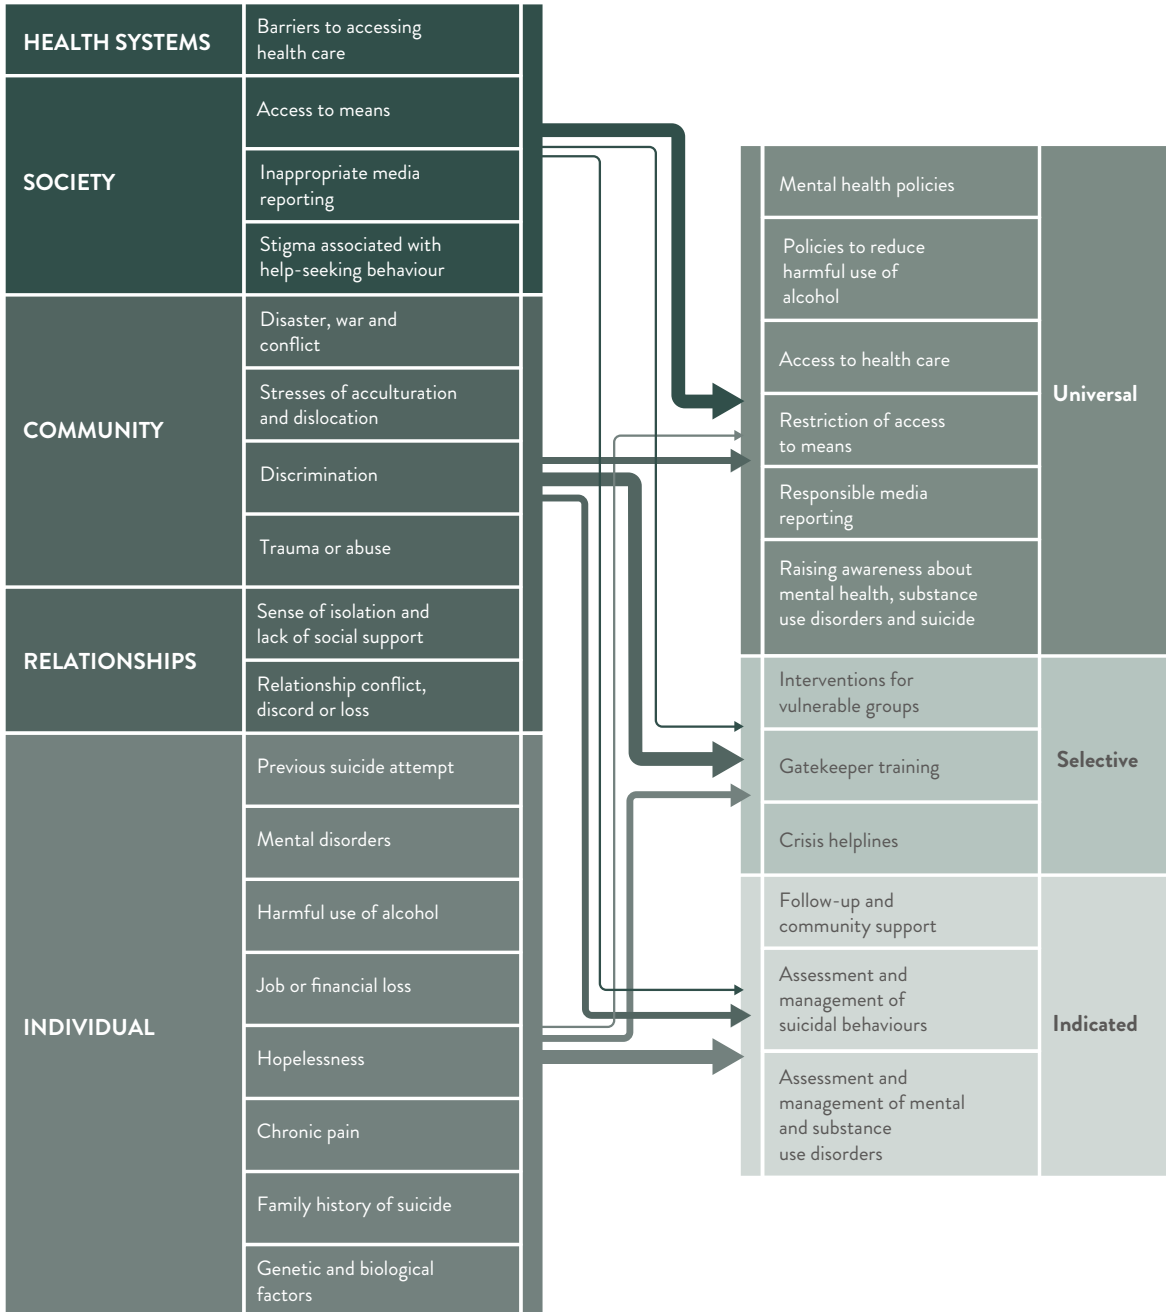 HEALTH SYSTEMS
Barriers to accessing
health care
SOCIETY
Access to means
Inappropriate media
reporting
Stigma associated with
help-seeking behaviour
COMMUNITY
Disaster, war and
conflict
Stresses of acculturation
and dislocation
Discrimination
Trauma or abuse
RELATIONSHIPS
Sense of isolation and
lack of social support
Relationship conflict,
discord or loss
INDIVIDUAL
Previous suicide attempt
Mental disorders
Harmful use of alcohol
Job or financial loss
Hopelessness
Chronic pain
Family history of suicide
Genetic and biological
factors
Mental health policies
Policies to reduce
harmful use of
alcohol
Access to health care
Restriction of access
to means
Responsible media
reporting
Raising awareness about
mental health, substance
use disorders and suicide
Universal
Interventions for
vulnerable groups
Gatekeeper training
Crisis helplines
Selective
Follow-up and
community support
Assessment and
management of
suicidal behaviours
Assessment and
management of mental
and substance
use disorders
Indicated